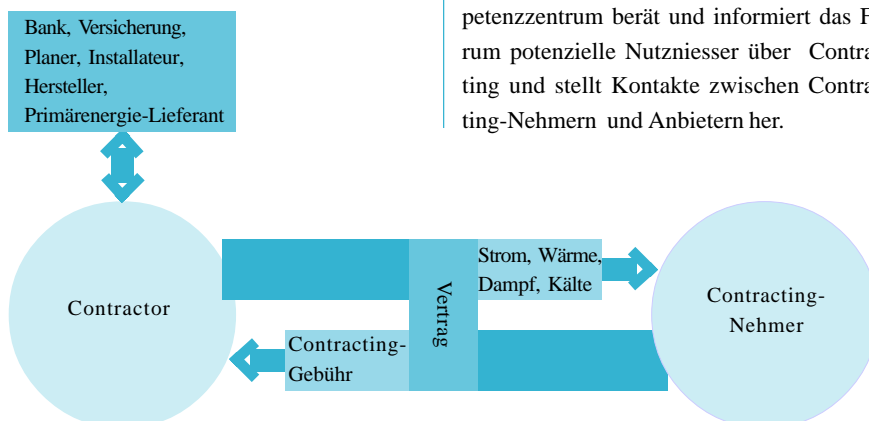 Bank, Versicherung,
Planer, Installateur,
Hersteller,
Primärenergie-Lieferant
petenzzentrum berät und informiert das F
rum potenzielle Nutzniesser über Contra
ting und stellt Kontakte zwischen Contra
ting-Nehmern und Anbietern her.
Contractor
Vertrag
Strom, Wärme,
Dampf, Kälte
Contracting-
Gebühr
Contracting-
Nehmer